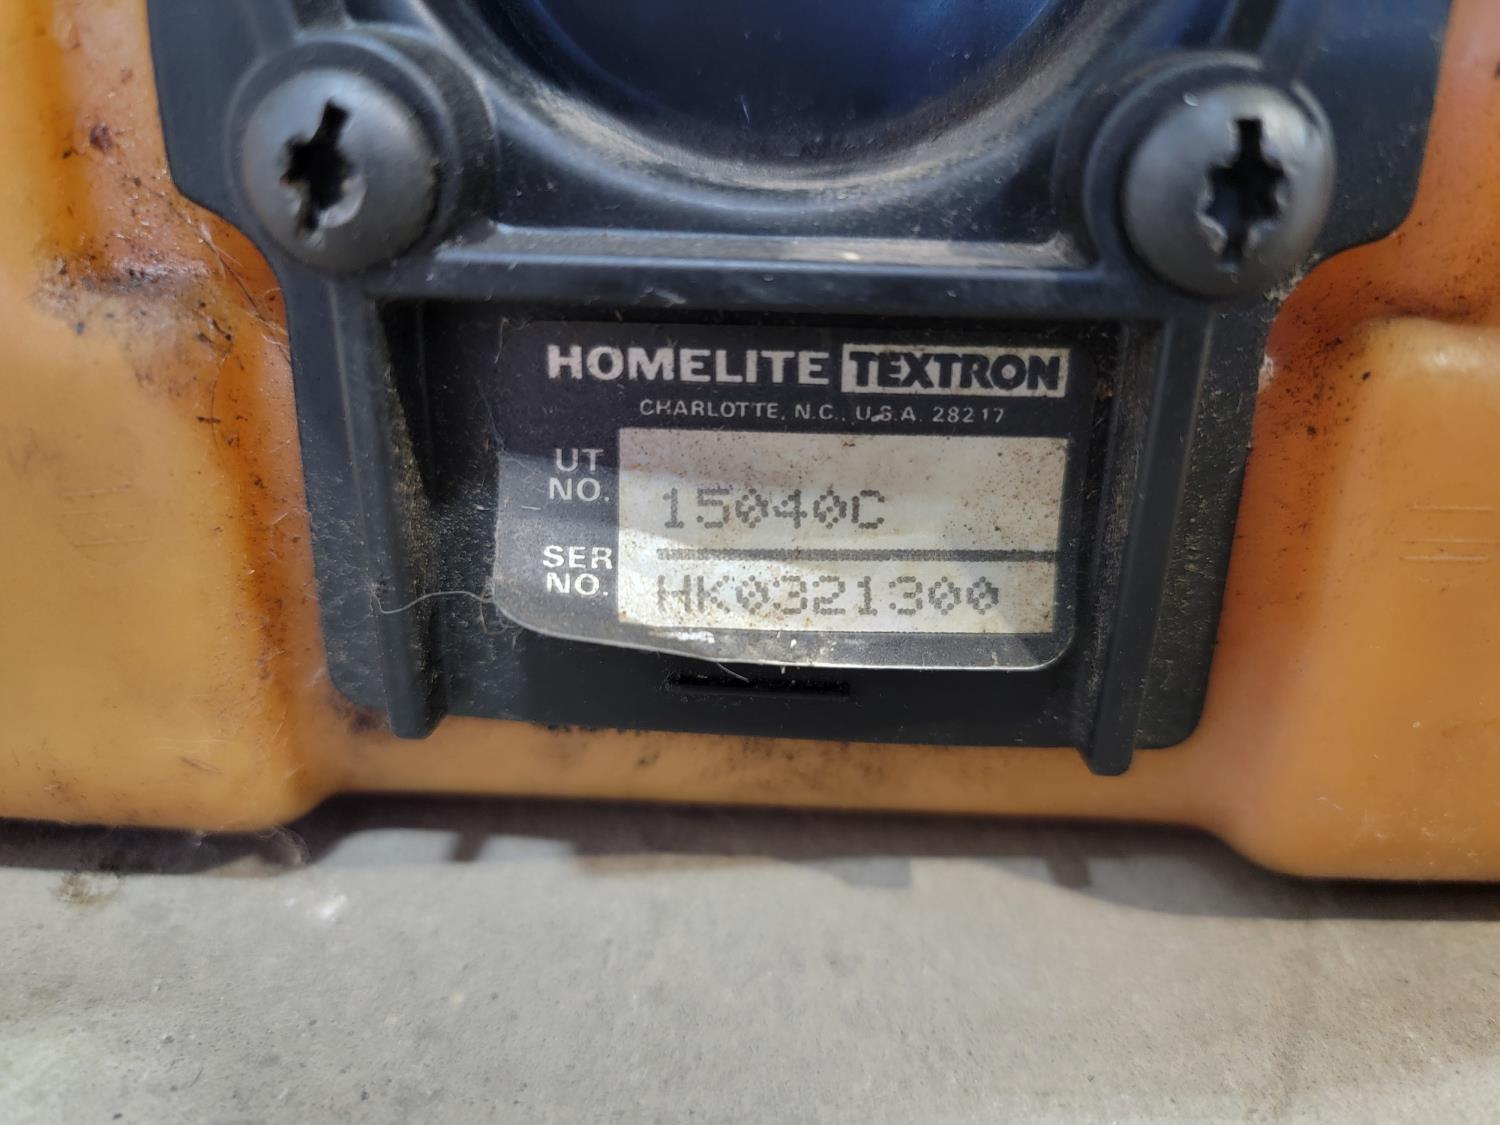 HOMELITE TEXTRON
CHARLOTTE, N.C., U.S.A. 28217
UT
NO. 15040C
SER
NO. HK0321300